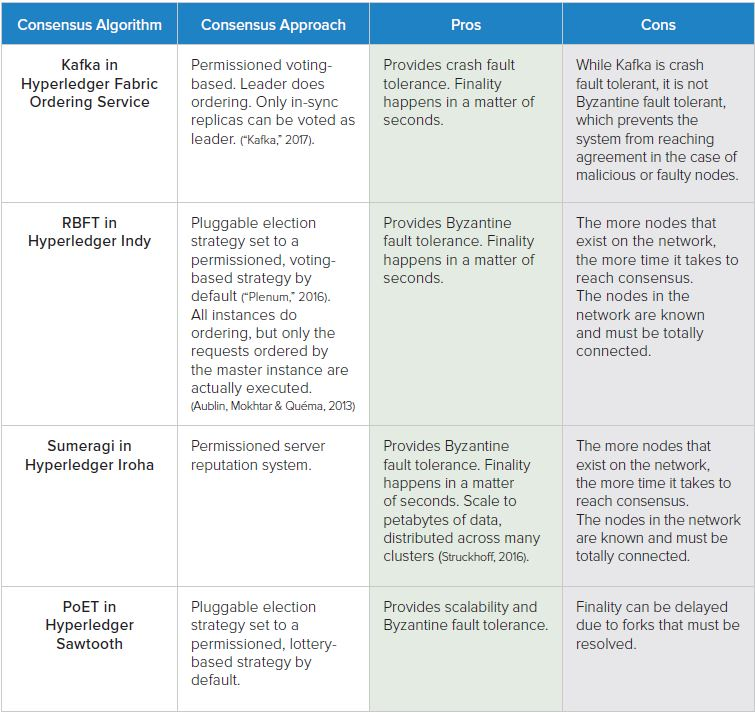 Consensus Algorithm
Consensus Approach
Pros
Cons
Kafka in
Hyperledger Fabric
Ordering Service
Permissioned voting-
based. Leader does
ordering. Only in-sync
replicas can be voted as
leader. (“Kafka,” 2017).
Provides crash fault
tolerance. Finality
happens in a matter of
seconds.
While Kafka is crash
fault tolerant, it is not
Byzantine fault tolerant,
which prevents the
system from reaching
agreement in the case of
malicious or faulty nodes.
RBFT in
Hyperledger Indy
Pluggable election
strategy set to a
permissioned, voting-
based strategy by
default (“Plenum,” 2016).
All instances do
ordering, but only the
requests ordered by
the master instance are
actually executed.
(Aublin, Mokhtar & Quéma, 2013)
Provides Byzantine
fault tolerance. Finality
happens in a matter of
seconds.
The more nodes that
exist on the network,
the more time it takes to
reach consensus.
The nodes in the
network are known
and must be totally
connected.
Sumeragi in
Hyperledger Iroha
Permissioned server
reputation system.
Provides Byzantine
fault tolerance. Finality
happens in a matter
of seconds. Scale to
petabytes of data,
distributed across many
clusters (Struckhoff, 2016).
The more nodes that
exist on the network,
the more time it takes to
reach consensus.
The nodes in the network
are known and must be
totally connected.
PoET in
Hyperledger
Sawtooth
Pluggable election
strategy set to a
permissioned, lottery-
based strategy by
default.
Provides scalability and
Byzantine fault tolerance.
Finality can be delayed
due to forks that must be
resolved.